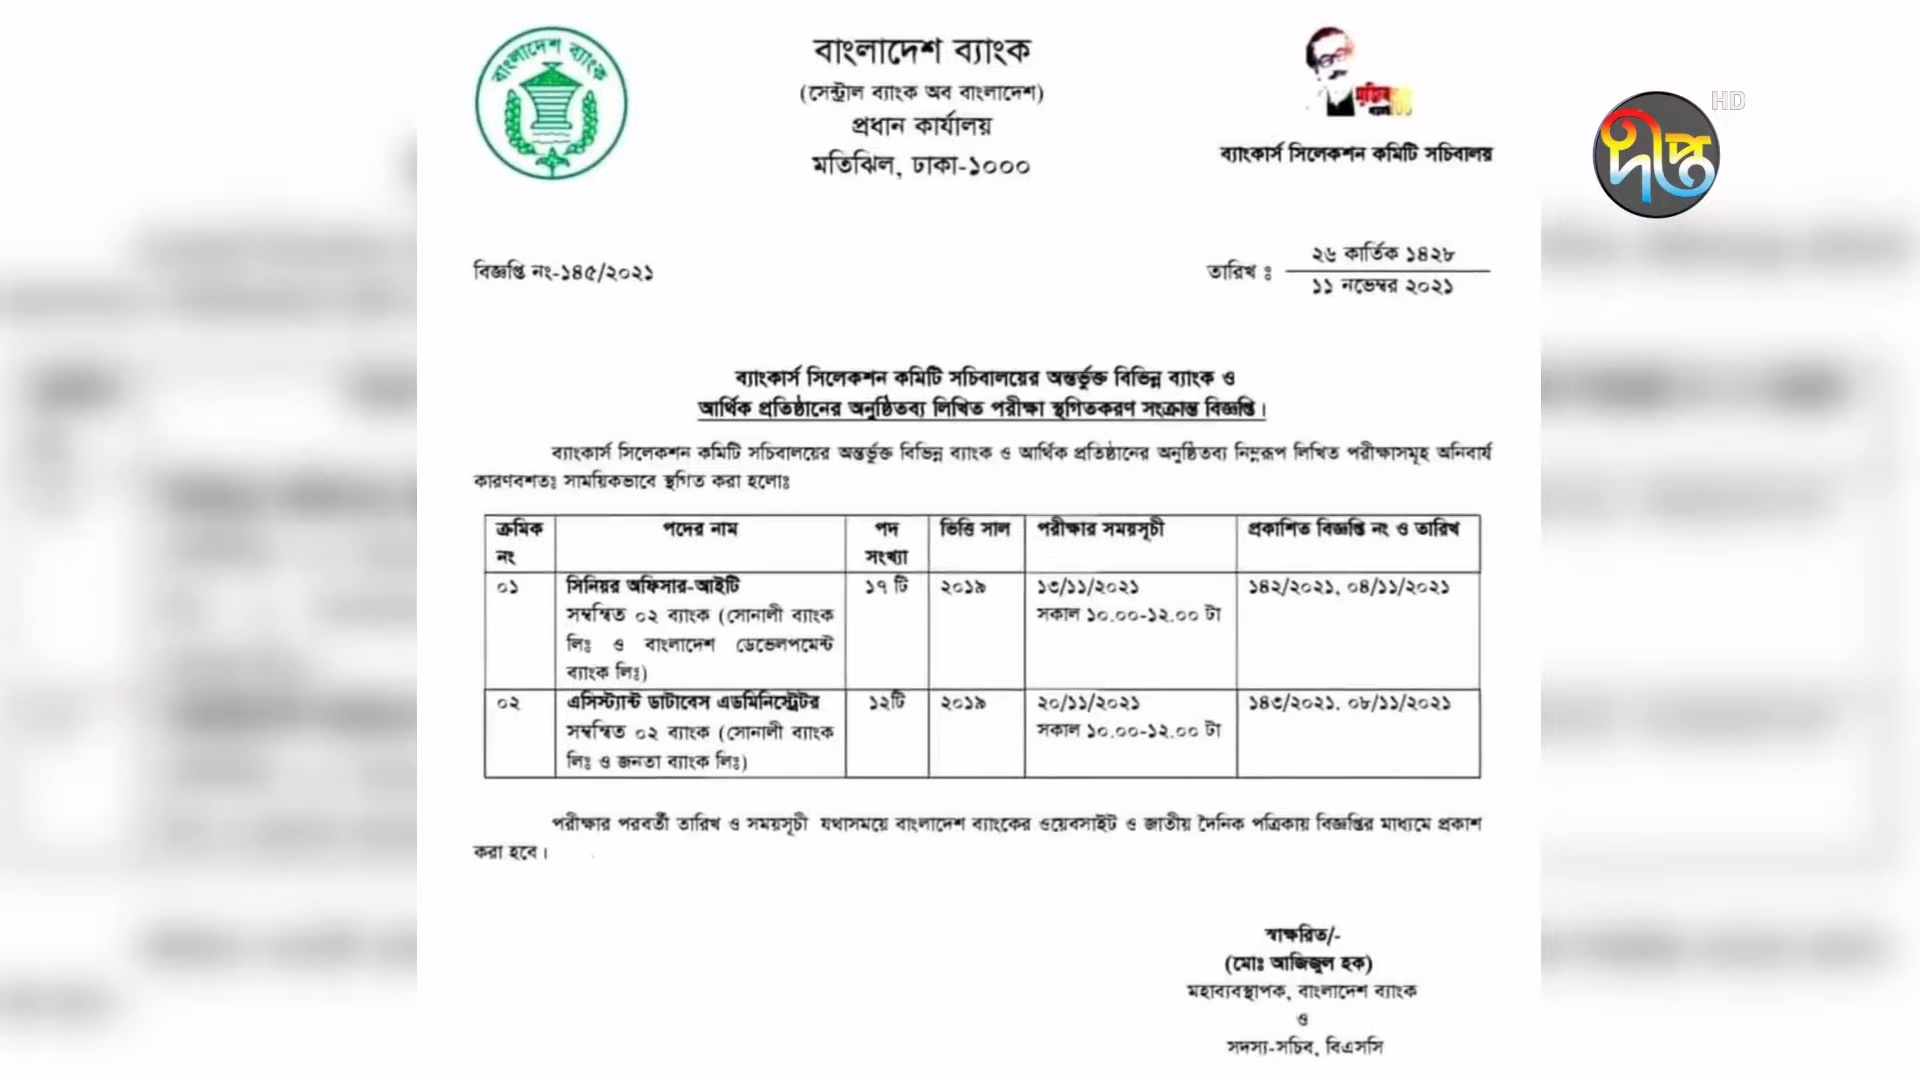 বাংলাদেশ ব্যাংক
বাংলাদেশ ব্যাংক
(সেন্ট্রাল ব্যাংক অব বাংলাদেশ)
প্রধান কার্যালয়
মতিঝিল, ঢাকা-১০০০
মুজিব
১০০
ব্যাংকার্স সিলেকশন কমিটি সচিবালয়
দীপ্ত
HD
বিজ্ঞপ্তি নং-১৪৫/২০২১
তারিখ ঃ ২৬ কার্তিক ১৪২৮
১১ নভেম্বর ২০২১
ব্যাংকার্স সিলেকশন কমিটি সচিবালয়ের অন্তর্ভুক্ত বিভিন্ন ব্যাংক ও
আর্থিক প্রতিষ্ঠানের অনুষ্ঠিতব্য লিখিত পরীক্ষা স্থগিতকরণ সংক্রান্ত বিজ্ঞপ্তি।
ব্যাংকার্স সিলেকশন কমিটি সচিবালয়ের অন্তর্ভুক্ত বিভিন্ন ব্যাংক ও আর্থিক প্রতিষ্ঠানের অনুষ্ঠিতব্য নিম্নরূপ লিখিত পরীক্ষাসমূহ অনিবার্য
কারণবশতঃ সাময়িকভাবে স্থগিত করা হলোঃ
ক্রমিক পদের নাম পদ ভিত্তি সাল পরীক্ষার সময়সূচী প্রকাশিত বিজ্ঞপ্তি নং ও তারিখ
নং সংখ্যা
০১ সিনিয়র অফিসার-আইটি ১৭ টি ২০১৯ ১৩/১১/২০২১ ১৪২/২০২১, ০৪/১১/২০২১
সম্বন্বিত ০২ ব্যাংক (সোনালী ব্যাংক সকাল ১০.০০-১২.০০ টা
লিঃ ও বাংলাদেশ ডেভেলপমেন্ট
ব্যাংক লিঃ)
০২ এসিস্ট্যান্ট ডাটাবেস এডমিনিস্ট্রেটর ১২টি ২০১৯ ২০/১১/২০২১ ১৪৩/২০২১, ০৮/১১/২০২১
সম্বন্বিত ০২ ব্যাংক (সোনালী ব্যাংক সকাল ১০.০০-১২.০০ টা
লিঃ ও জনতা ব্যাংক লিঃ)
পরীক্ষার পরবর্তী তারিখ ও সময়সূচী যথাসময়ে বাংলাদেশ ব্যাংকের ওয়েবসাইট ও জাতীয় দৈনিক পত্রিকায় বিজ্ঞপ্তির মাধ্যমে প্রকাশ
করা হবে।
স্বাক্ষরিত/-
(মোঃ আজিজুল হক)
মহাব্যবস্থাপক, বাংলাদেশ ব্যাংক
ও
সদস্য-সচিব, বিএসসি